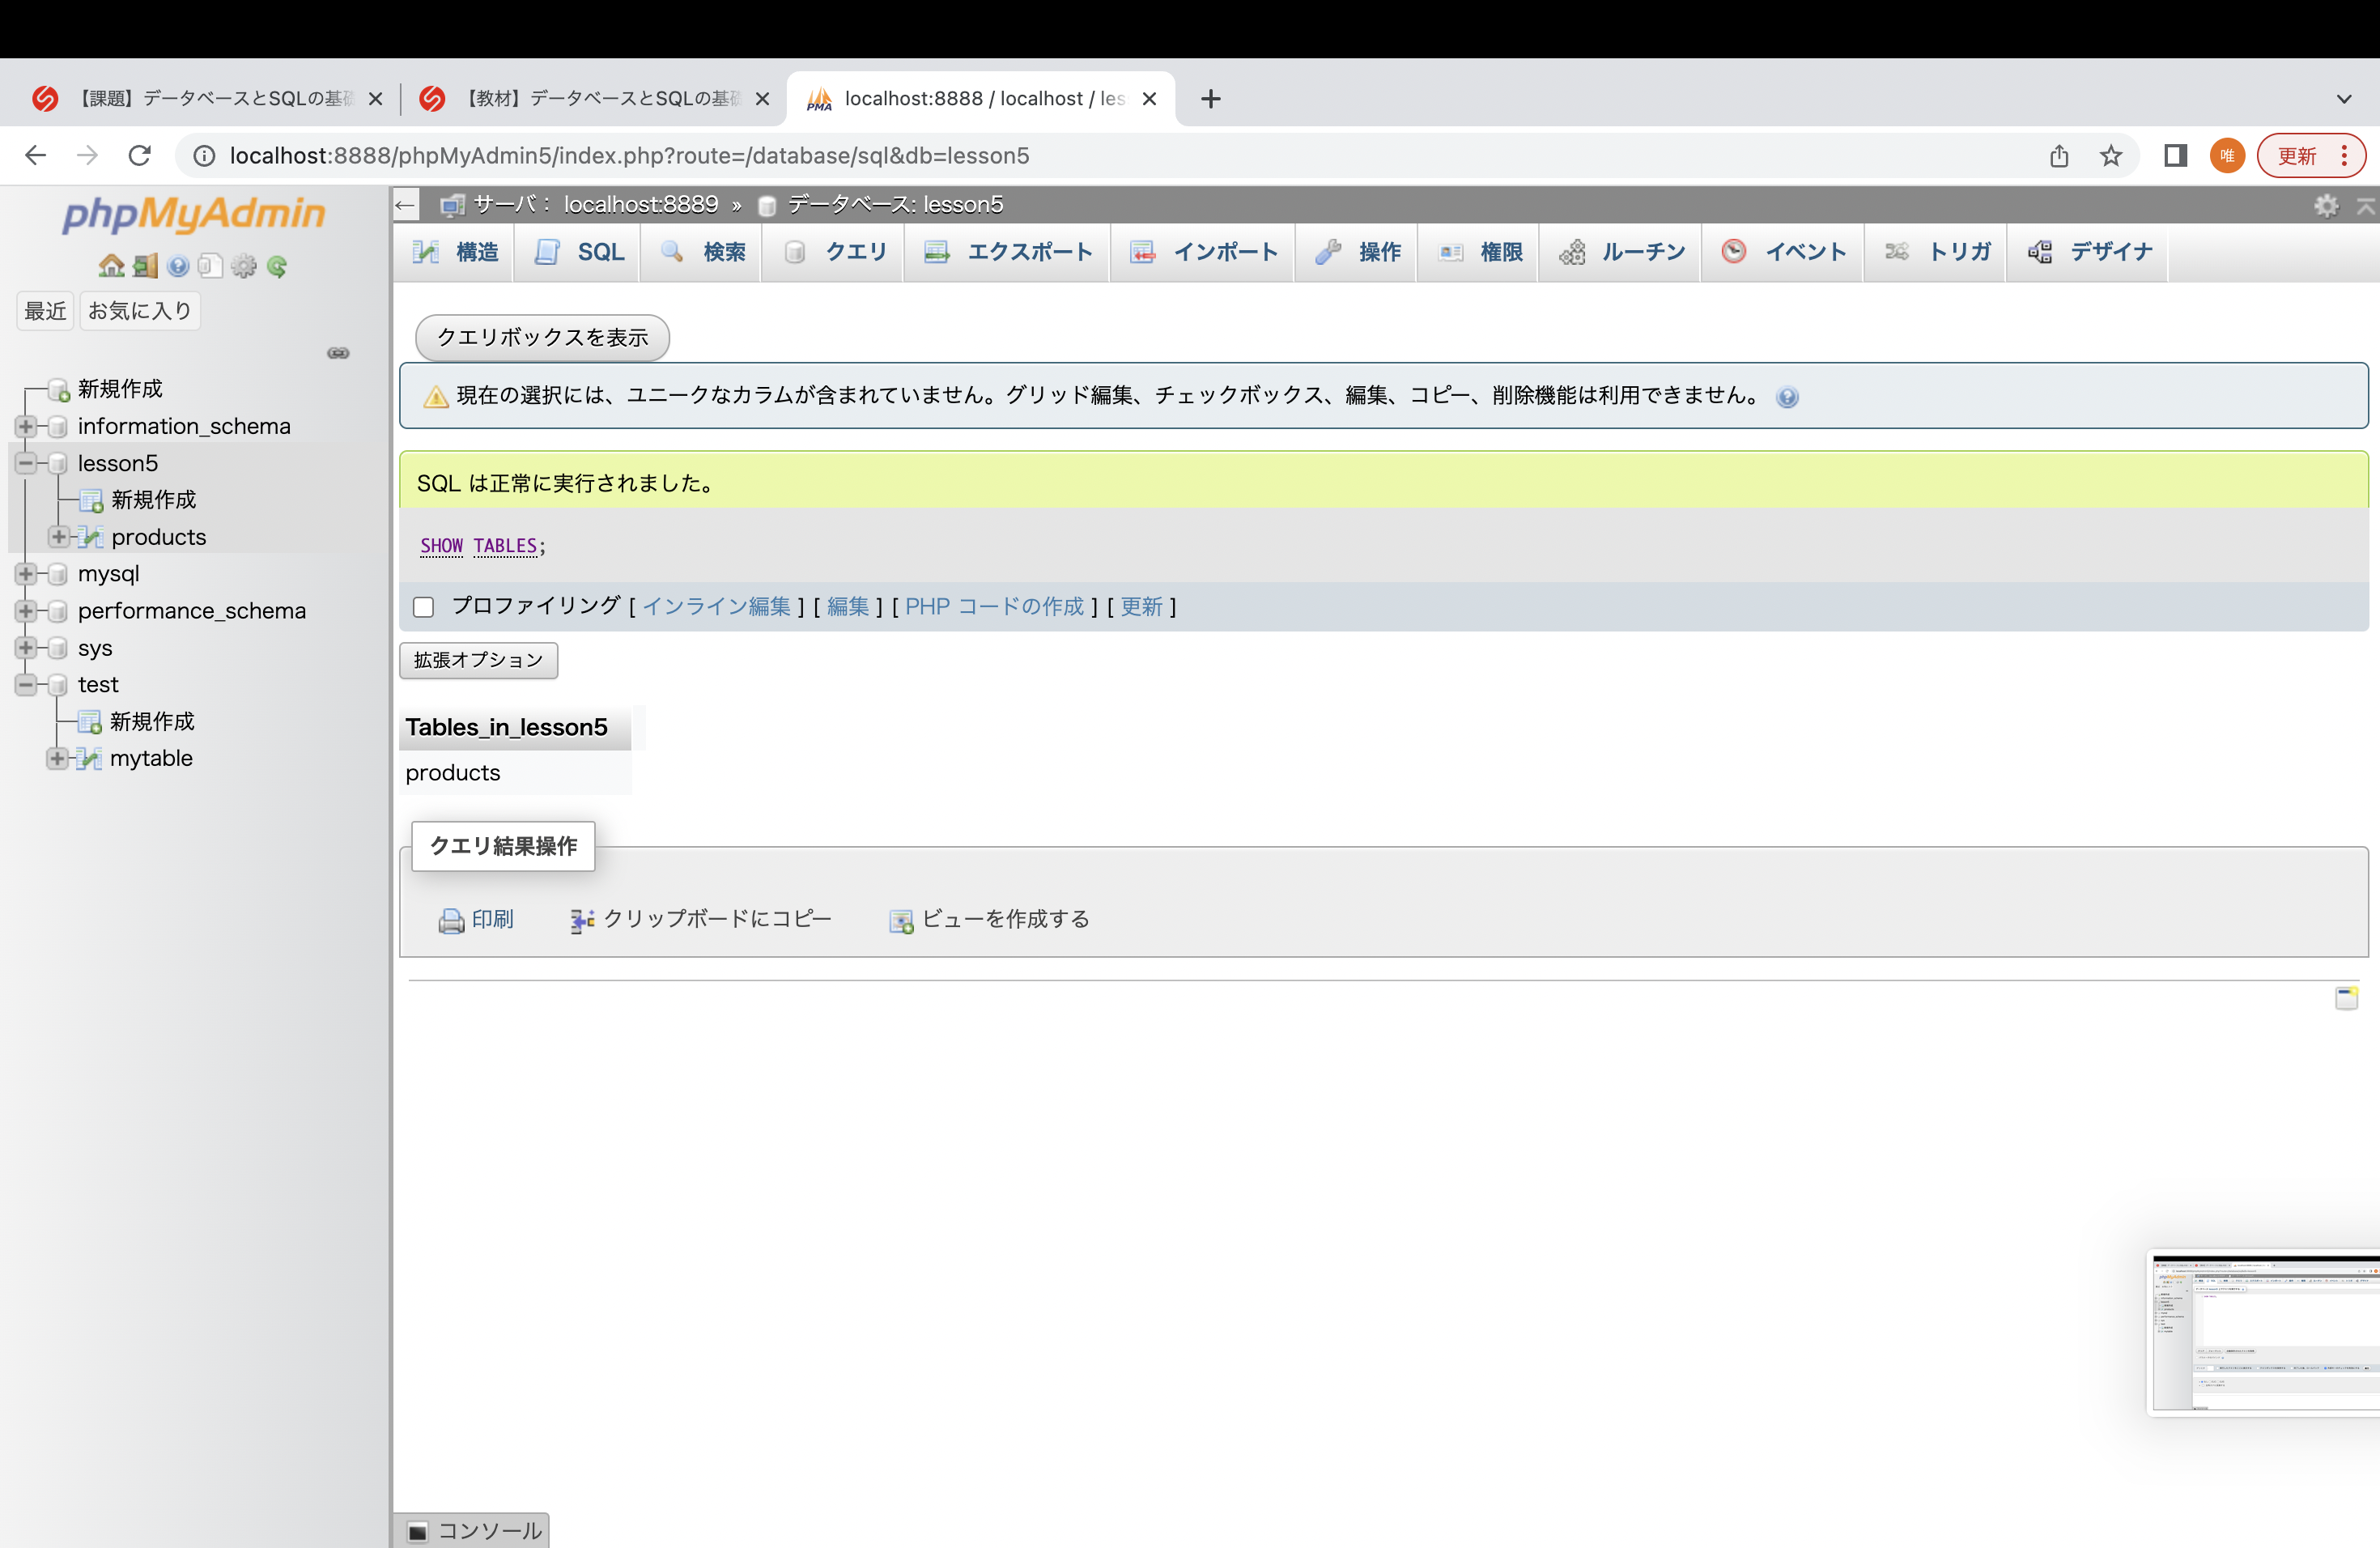 【課題】データベースとSQLの基礎
【教材】データベースとSQLの基礎
localhost:8888 / localhost / les
localhost:8888/phpMyAdmin5/index.php?route=/database/sql&db=lesson5
唯
更新
phpMyAdmin
サーバ: localhost:8889 » データベース: lesson5
構造 SQL 検索 クエリ エクスポート インポート 操作 権限 ルーチン イベント トリガ デザイナ
最近 お気に入り
新規作成
information_schema
lesson5
新規作成
products
mysql
performance_schema
sys
test
新規作成
mytable
クエリボックスを表示
現在の選択には、ユニークなカラムが含まれていません。グリッド編集、チェックボックス、編集、コピー、削除機能は利用できません。
SQL は正常に実行されました。
SHOW TABLES;
プロファイリング [ インライン編集 ] [ 編集 ] [ PHP コードの作成 ] [ 更新 ]
拡張オプション
Tables_in_lesson5
products
クエリ結果操作
印刷 クリップボードにコピー ビューを作成する
コンソール